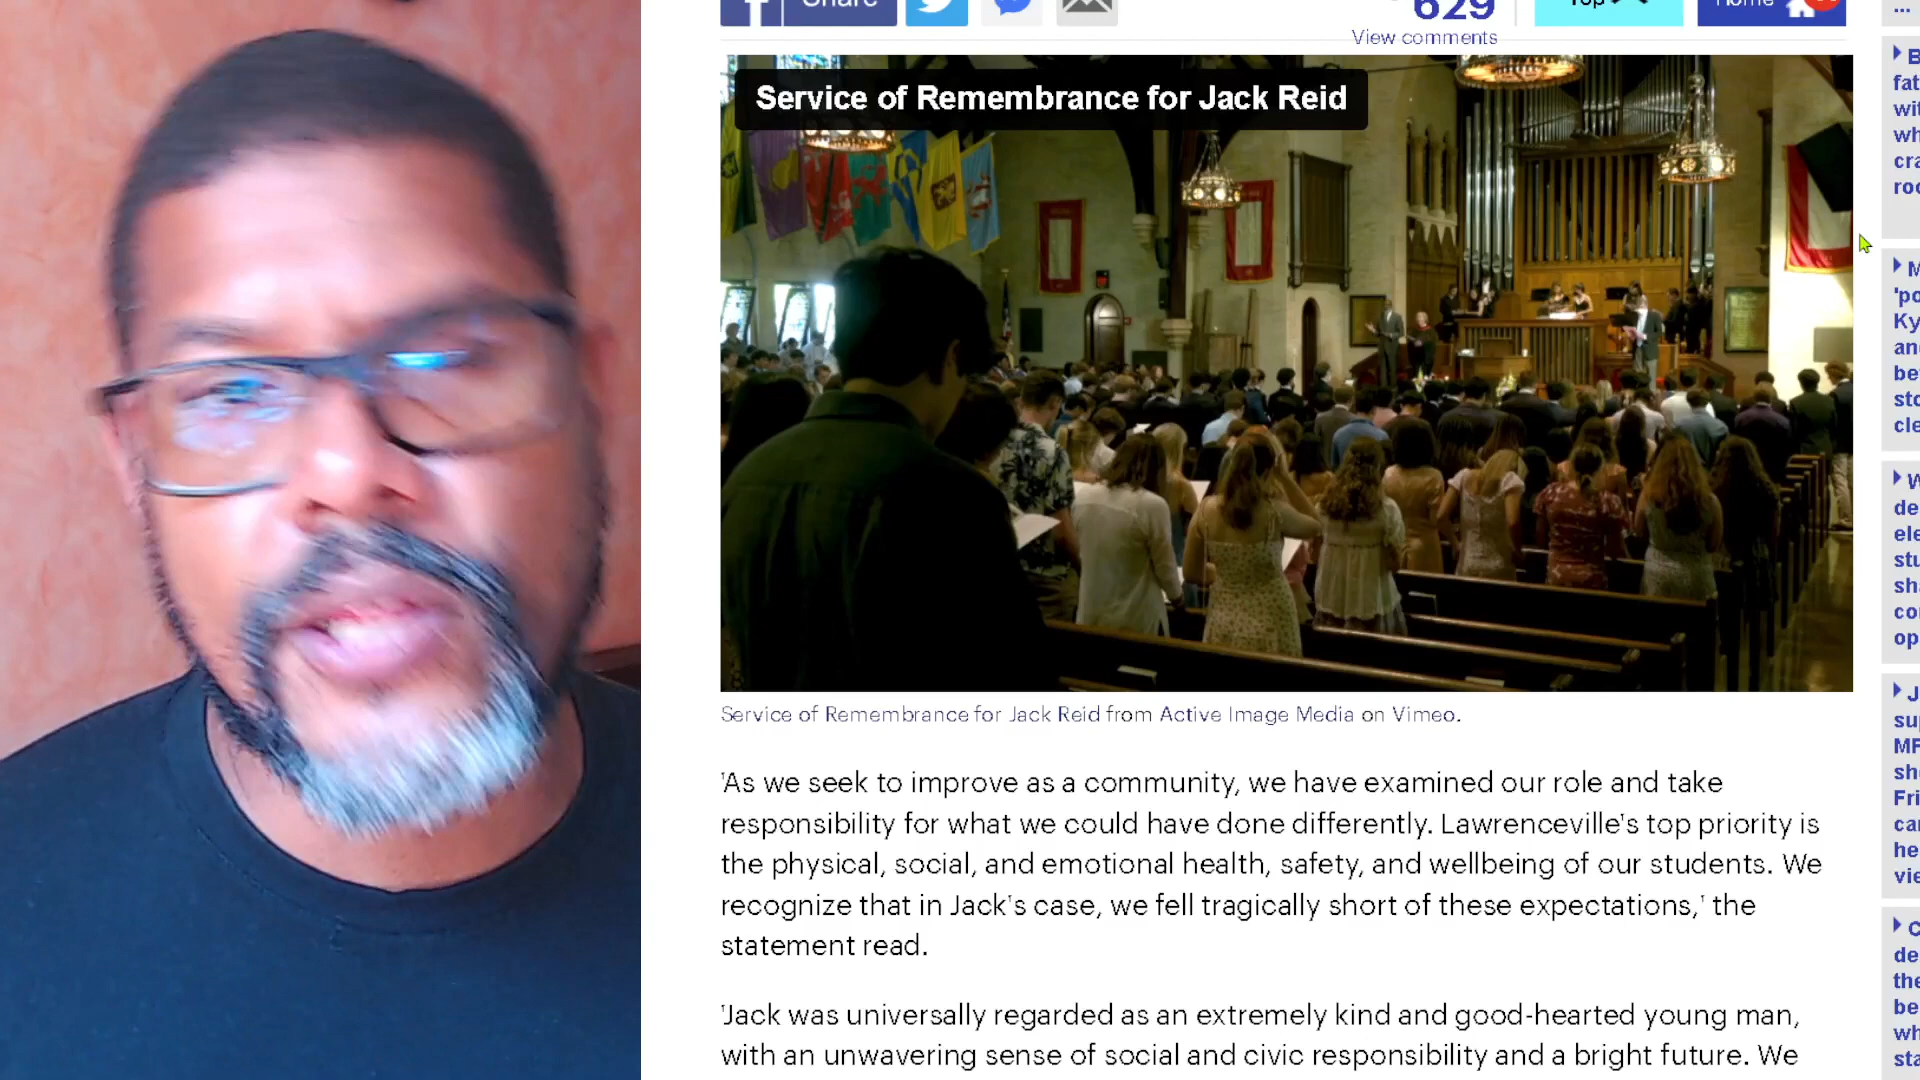 Share
629
Top
Home
View comments
Service of Remembrance for Jack Reid
Service of Remembrance for Jack Reid from Active Image Media on Vimeo.
'As we seek to improve as a community, we have examined our role and take
responsibility for what we could have done differently. Lawrenceville's top priority is
the physical, social, and emotional health, safety, and wellbeing of our students. We
recognize that in Jack's case, we fell tragically short of these expectations,' the
statement read.
'Jack was universally regarded as an extremely kind and good-hearted young man,
with an unwavering sense of social and civic responsibility and a bright future. We
...